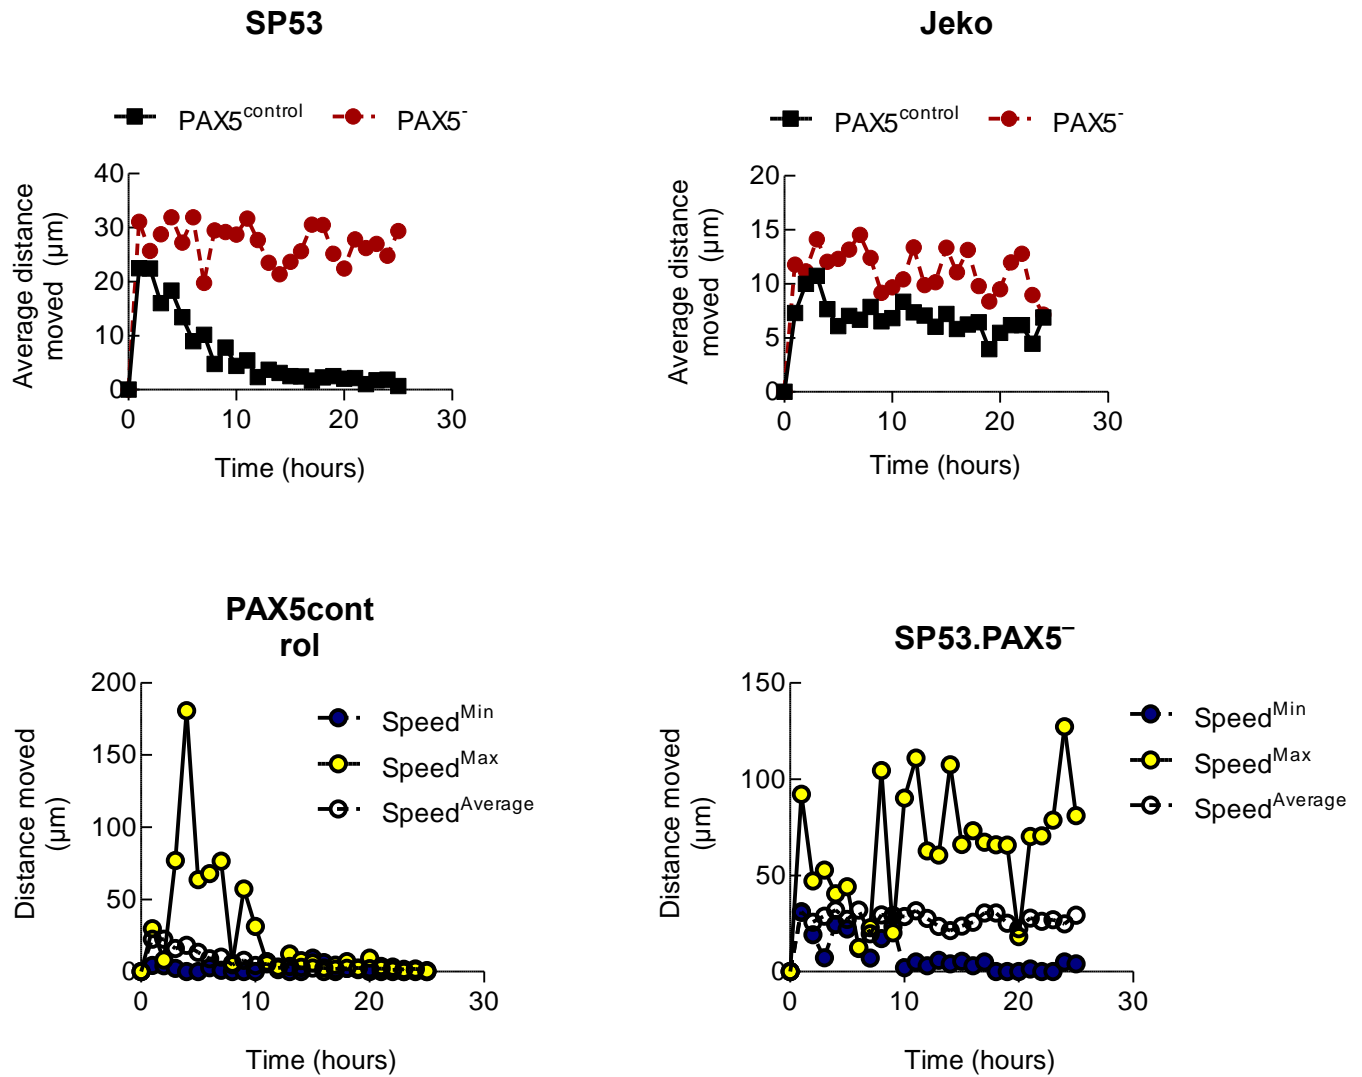 SP53
PAX5control
PAX5-
Average distance
moved (μm)
40
30
20
10
0
0 10 20 30
Time (hours)
Jeko
PAX5control
PAX5-
Average distance
moved (μm)
20
15
10
5
0
0 10 20 30
Time (hours)
PAX5cont
rol
SpeedMin
SpeedMax
SpeedAverage
Distance moved
(μm)
200
150
100
50
0
0 10 20 30
Time (hours)
SP53.PAX5–
SpeedMin
SpeedMax
SpeedAverage
Distance moved
(μm)
150
100
50
0
0 10 20 30
Time (hours)